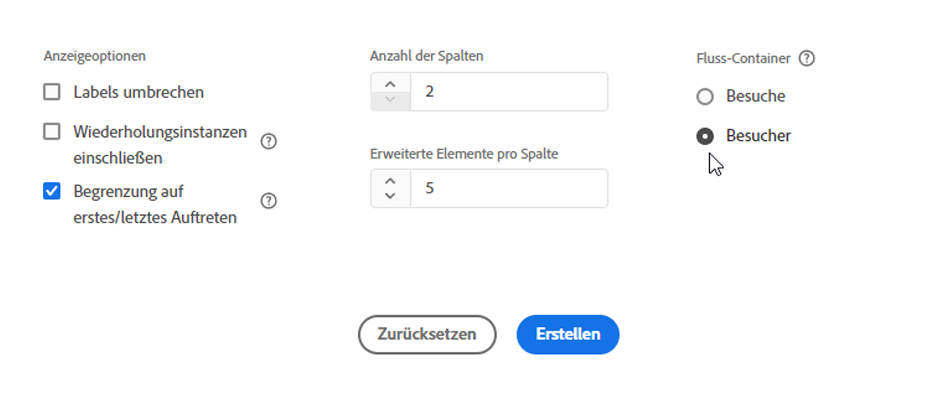 Anzeigeoptionen
Labels umbrechen
Wiederholungsinstanzen
einschließen
?
Begrenzung auf
erstes/letztes Auftreten
?
Anzahl der Spalten
2
Erweiterte Elemente pro Spalte
5
Fluss-Container ?
Besuche
Besucher
Zurücksetzen
Erstellen